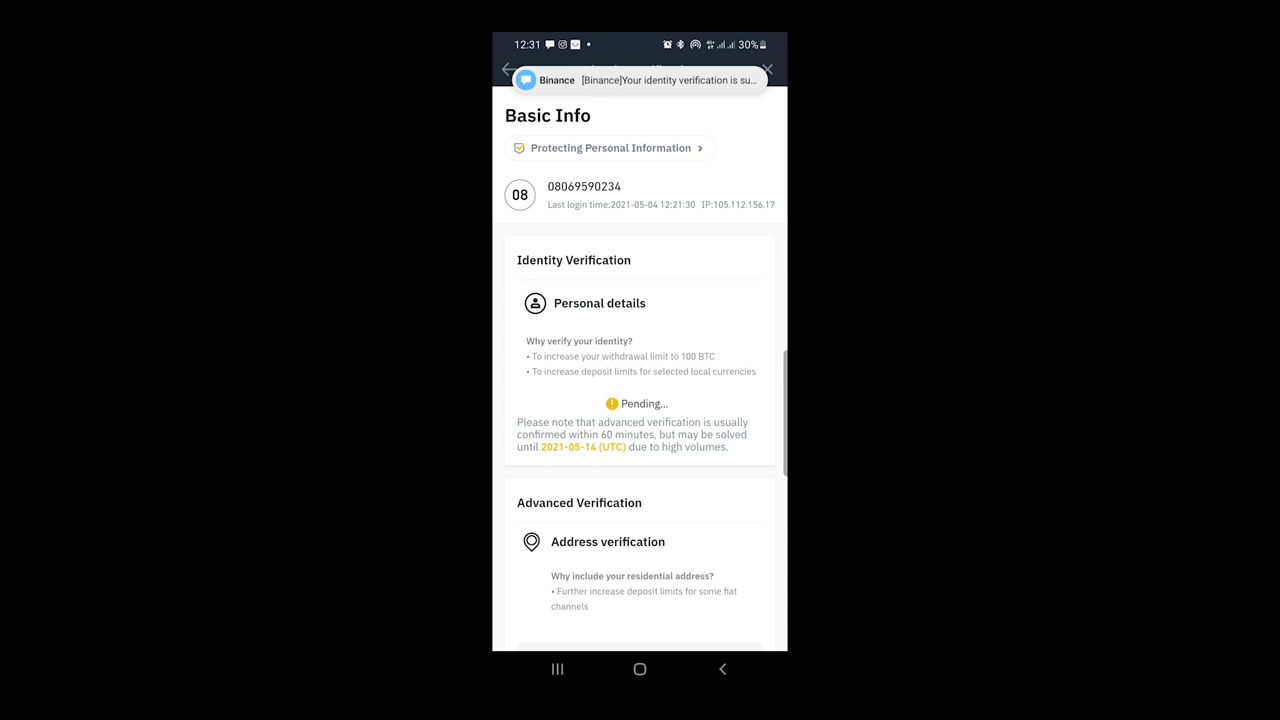 12:31 30%
Binance [Binance]Your identity verification is su...
Basic Info
Protecting Personal Information
08 08069590234
Last login time:2021-05-04 12:21:30 IP:105.112.156.17
Identity Verification
Personal details
Why verify your identity?
• To increase your withdrawal limit to 100 BTC
• To increase deposit limits for selected local currencies
Pending...
Please note that advanced verification is usually
confirmed within 60 minutes, but may be solved
until 2021-05-14 (UTC) due to high volumes.
Advanced Verification
Address verification
Why include your residential address?
• Further increase deposit limits for some fiat
channels